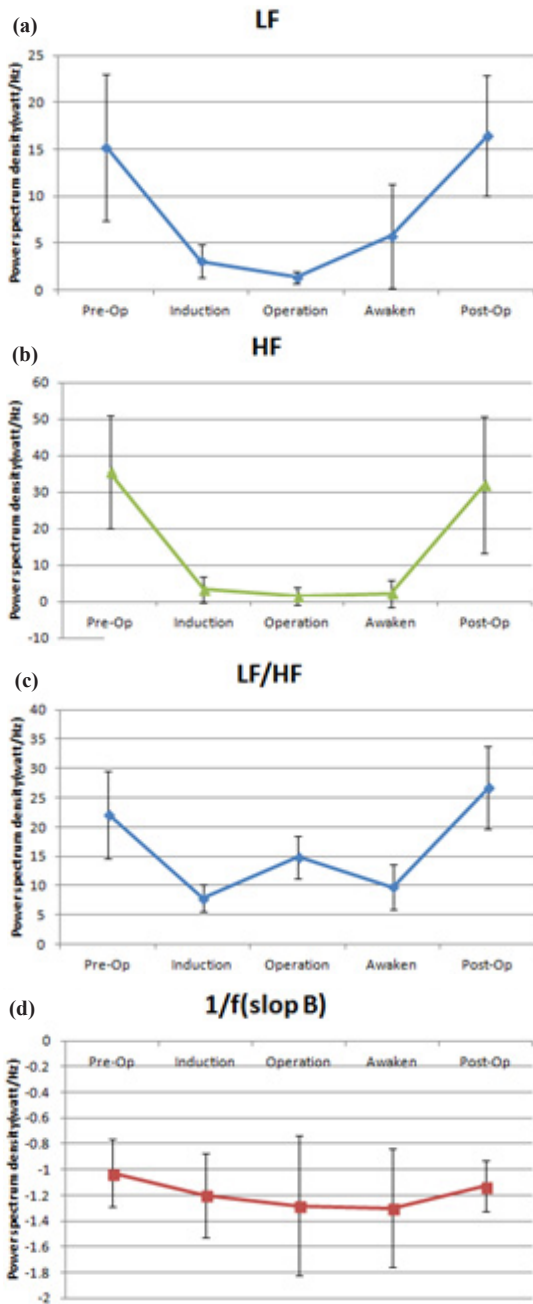 (a)
LF
Power spectrum density(watt/Hz)
25
20
15
10
5
0
Pre-Op Induction Operation Awaken Post-Op
(b)
HF
Power spectrum density(watt/Hz)
60
50
40
30
20
10
0
-10
Pre-Op Induction Operation Awaken Post-Op
(c)
LF/HF
Power spectrum density(watt/Hz)
40
35
30
25
20
15
10
5
0
Pre-Op Induction Operation Awaken Post-Op
(d)
1/f(slop B)
Power spectrum density(watt/Hz)
0
-0.2
-0.4
-0.6
-0.8
-1
-1.2
-1.4
-1.6
-1.8
-2
Pre-Op Induction Operation Awaken Post-Op